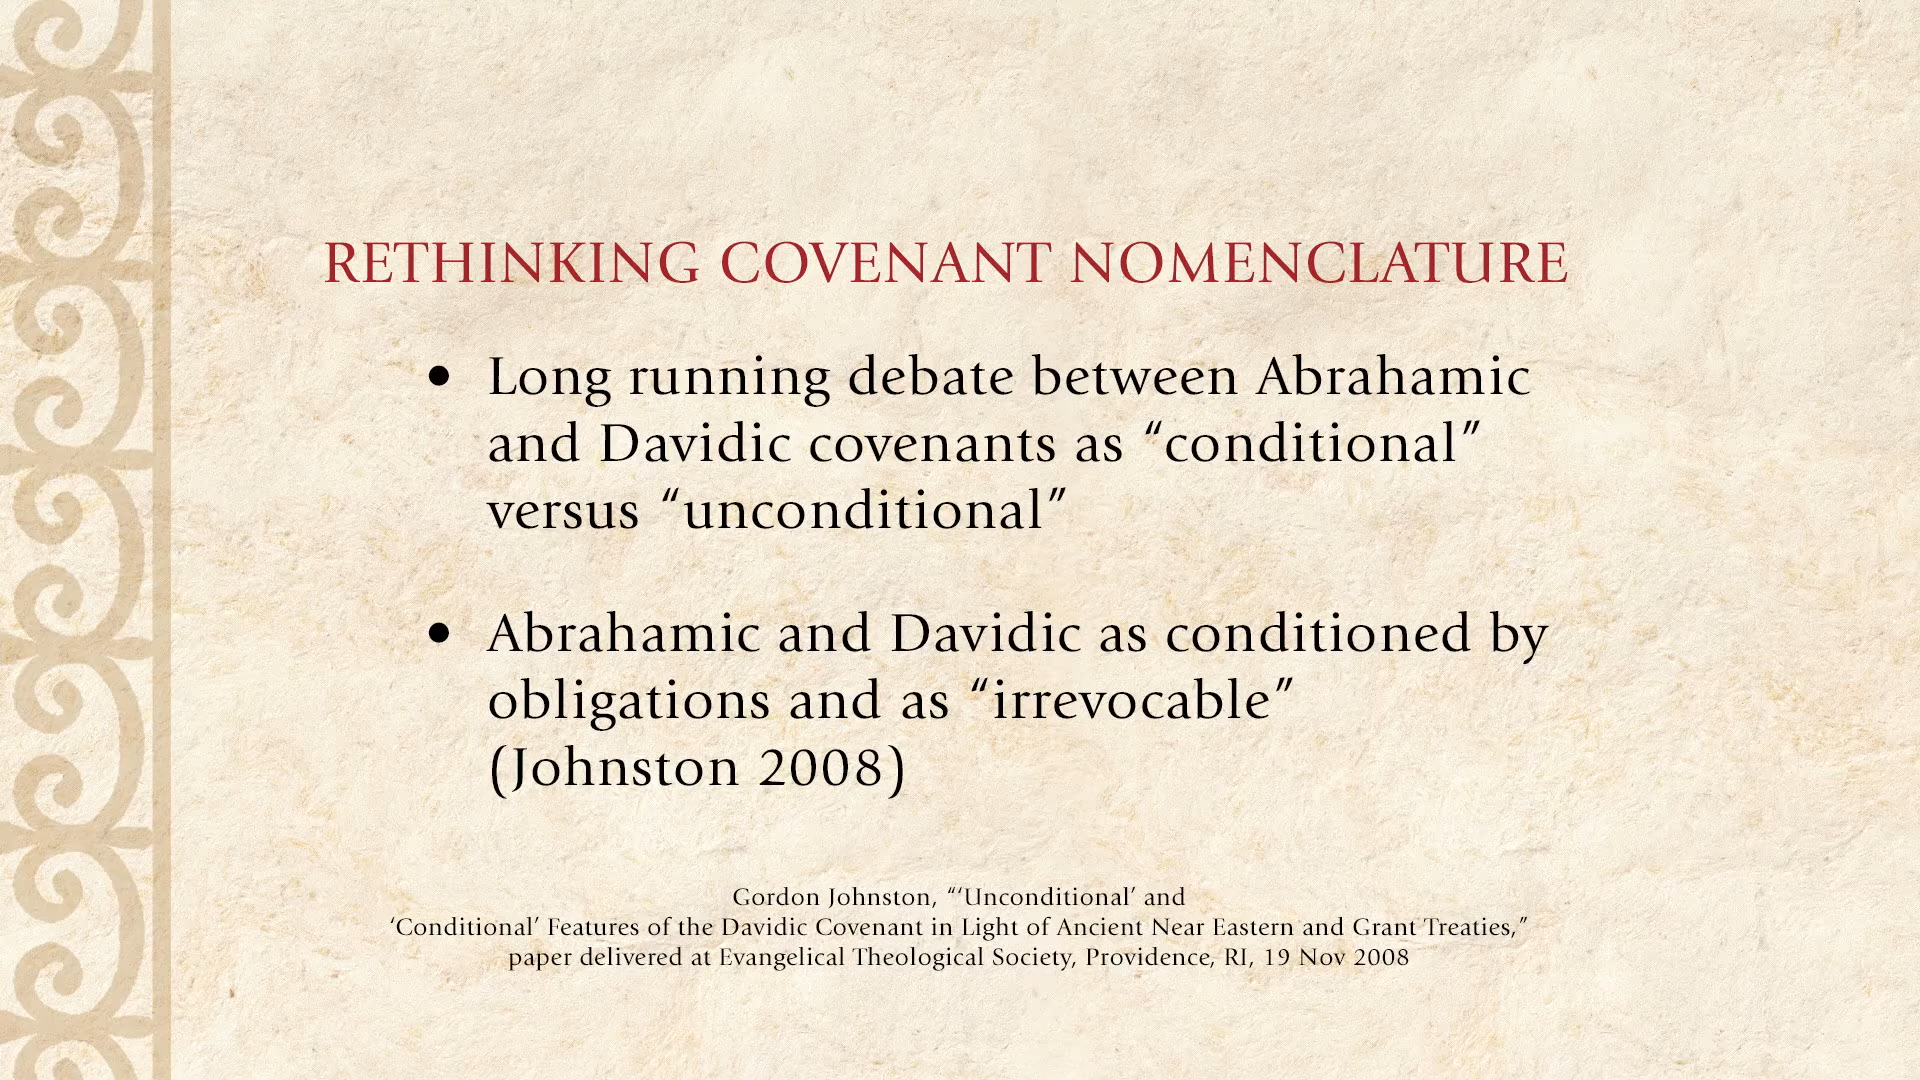 RETHINKING COVENANT NOMENCLATURE
• Long running debate between Abrahamic
and Davidic covenants as “conditional”
versus “unconditional”
• Abrahamic and Davidic as conditioned by
obligations and as “irrevocable”
(Johnston 2008)
Gordon Johnston, “‘Unconditional’ and
‘Conditional’ Features of the Davidic Covenant in Light of Ancient Near Eastern and Grant Treaties,”
paper delivered at Evangelical Theological Society, Providence, RI, 19 Nov 2008